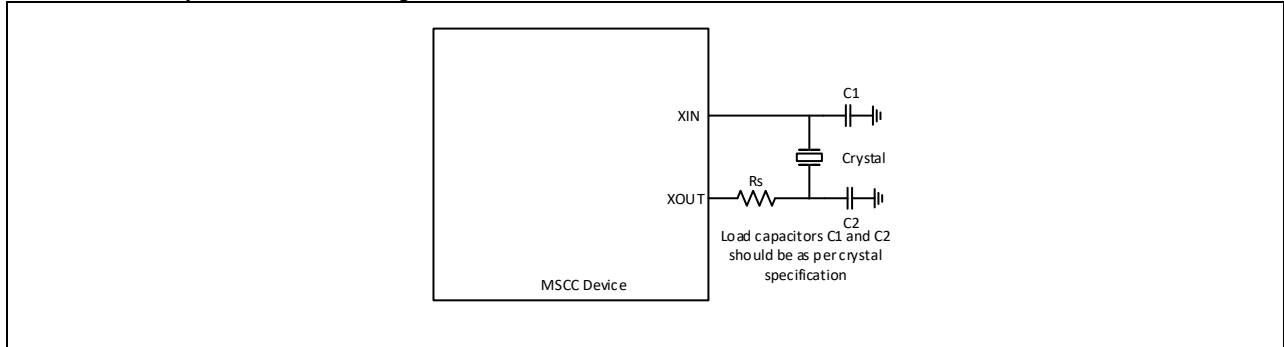 C1
XIN
Crystal
Rs
XOUT
C2
Load capacitors C1 and C2
should be as per crystal
specification
MSCC Device